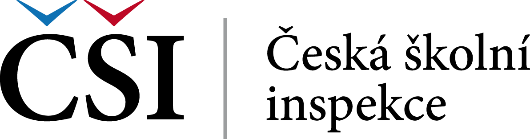 ČŠI
Česká školní
inspekce